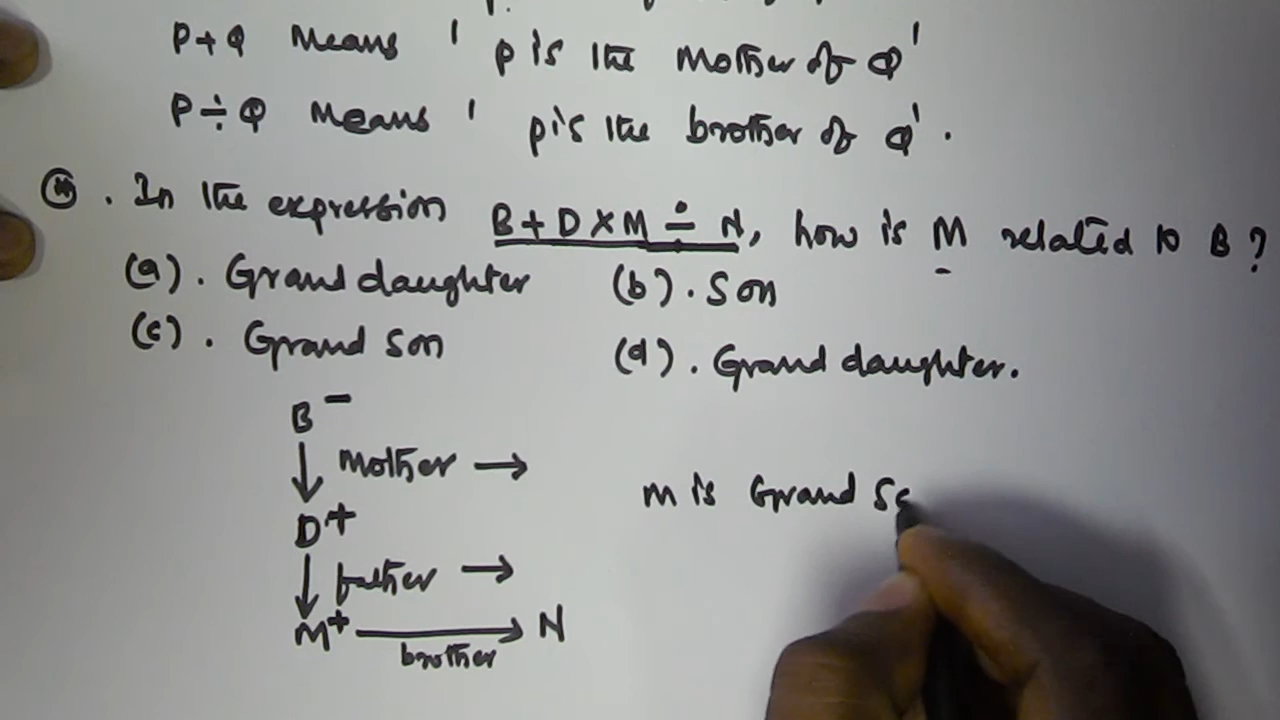 P+Q Means ' p is the Mother of Q'
P÷Q Means ' p is the brother of Q'.
In the expression B+D×M÷N, how is M related to B?
(a). Grand daughter (b). Son
(c). Grand son (d). Grand daughter.
B⁻
Mother →
D⁺
father →
M⁺ → N
brother
m is Grand So